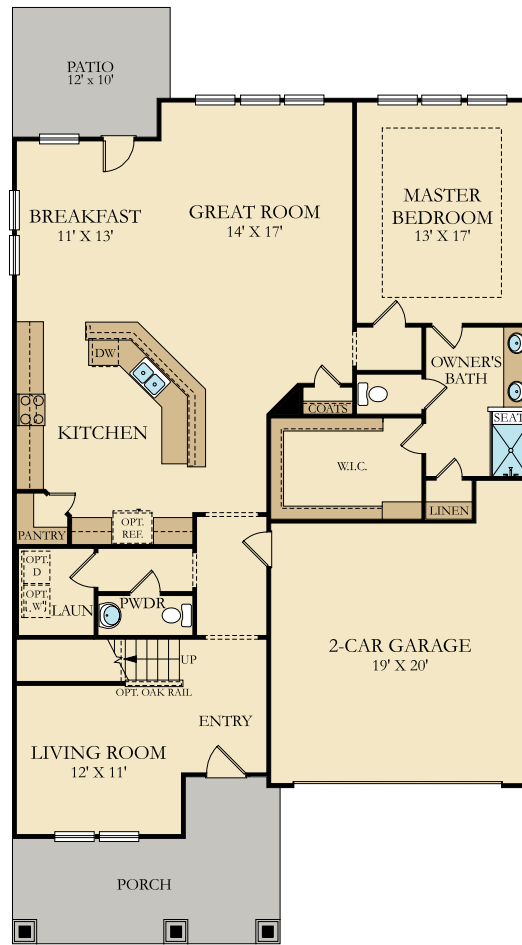 PATIO
12' x 10'
BREAKFAST
11' X 13'
GREAT ROOM
14' X 17'
MASTER
BEDROOM
13' X 17'
DW
OWNER'S
BATH
COATS
SEAT
KITCHEN
W.I.C.
LINEN
OPT.
REF.
PANTRY
OPT.
D
OPT.
W
LAUN
PWDR
UP
OPT. OAK RAIL
2-CAR GARAGE
19' X 20'
ENTRY
LIVING ROOM
12' X 11'
PORCH